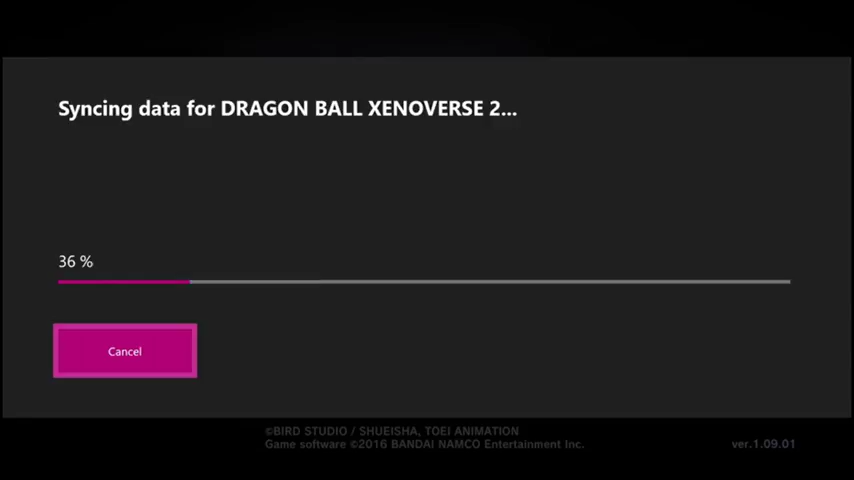 Syncing data for DRAGON BALL XENOVERSE 2...
36 %
Cancel
©BIRD STUDIO / SHUEISHA, TOEI ANIMATION
Game software ©2016 BANDAI NAMCO Entertainment Inc.
ver.1.09.01